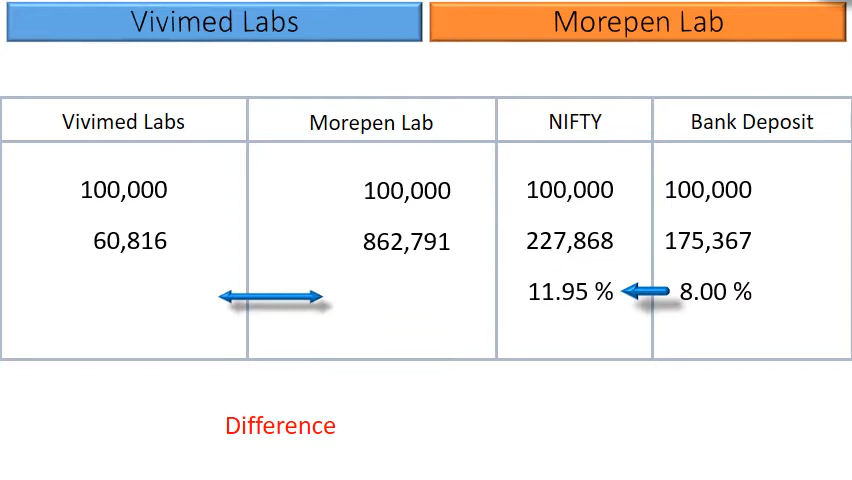 Vivimed Labs Morepen Lab
Vivimed Labs Morepen Lab NIFTY Bank Deposit
100,000 100,000 100,000 100,000
60,816 862,791 227,868 175,367
11.95 % 8.00 %
Difference